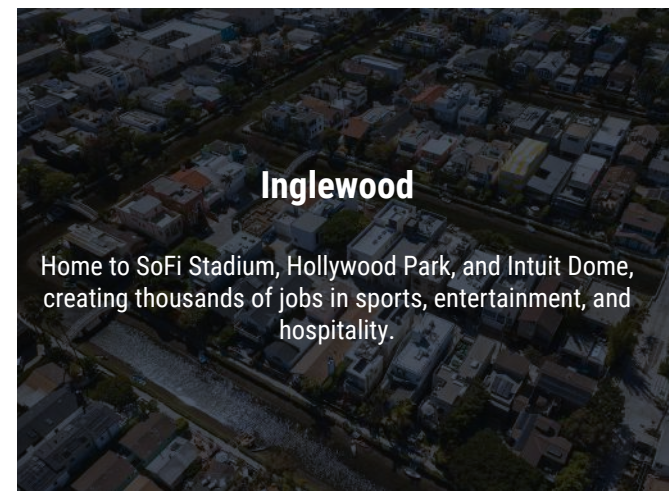 Inglewood
Home to SoFi Stadium, Hollywood Park, and Intuit Dome,
creating thousands of jobs in sports, entertainment, and
hospitality.